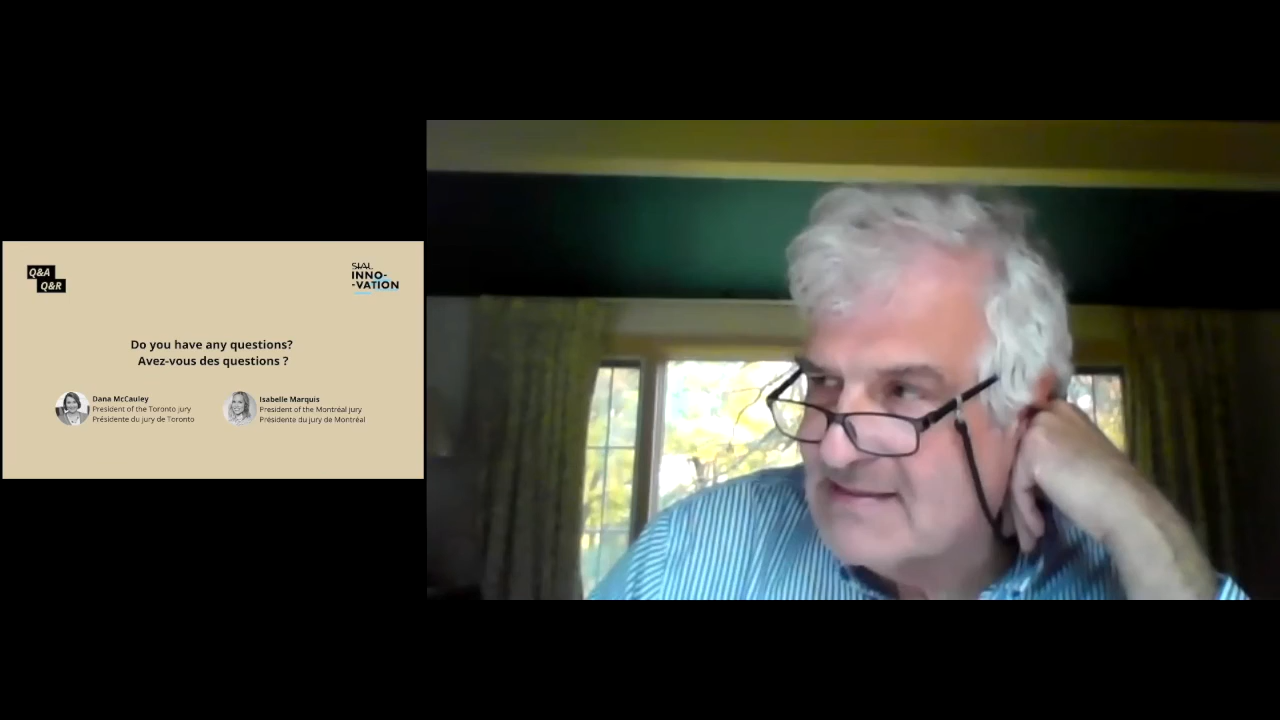 Q&A
Q&R
SIAL
INNO-
-VATION
Do you have any questions?
Avez-vous des questions ?
Dana McCauley
President of the Toronto jury
Présidente du jury de Toronto
Isabelle Marquis
President of the Montréal jury
Présidente du jury de Montréal